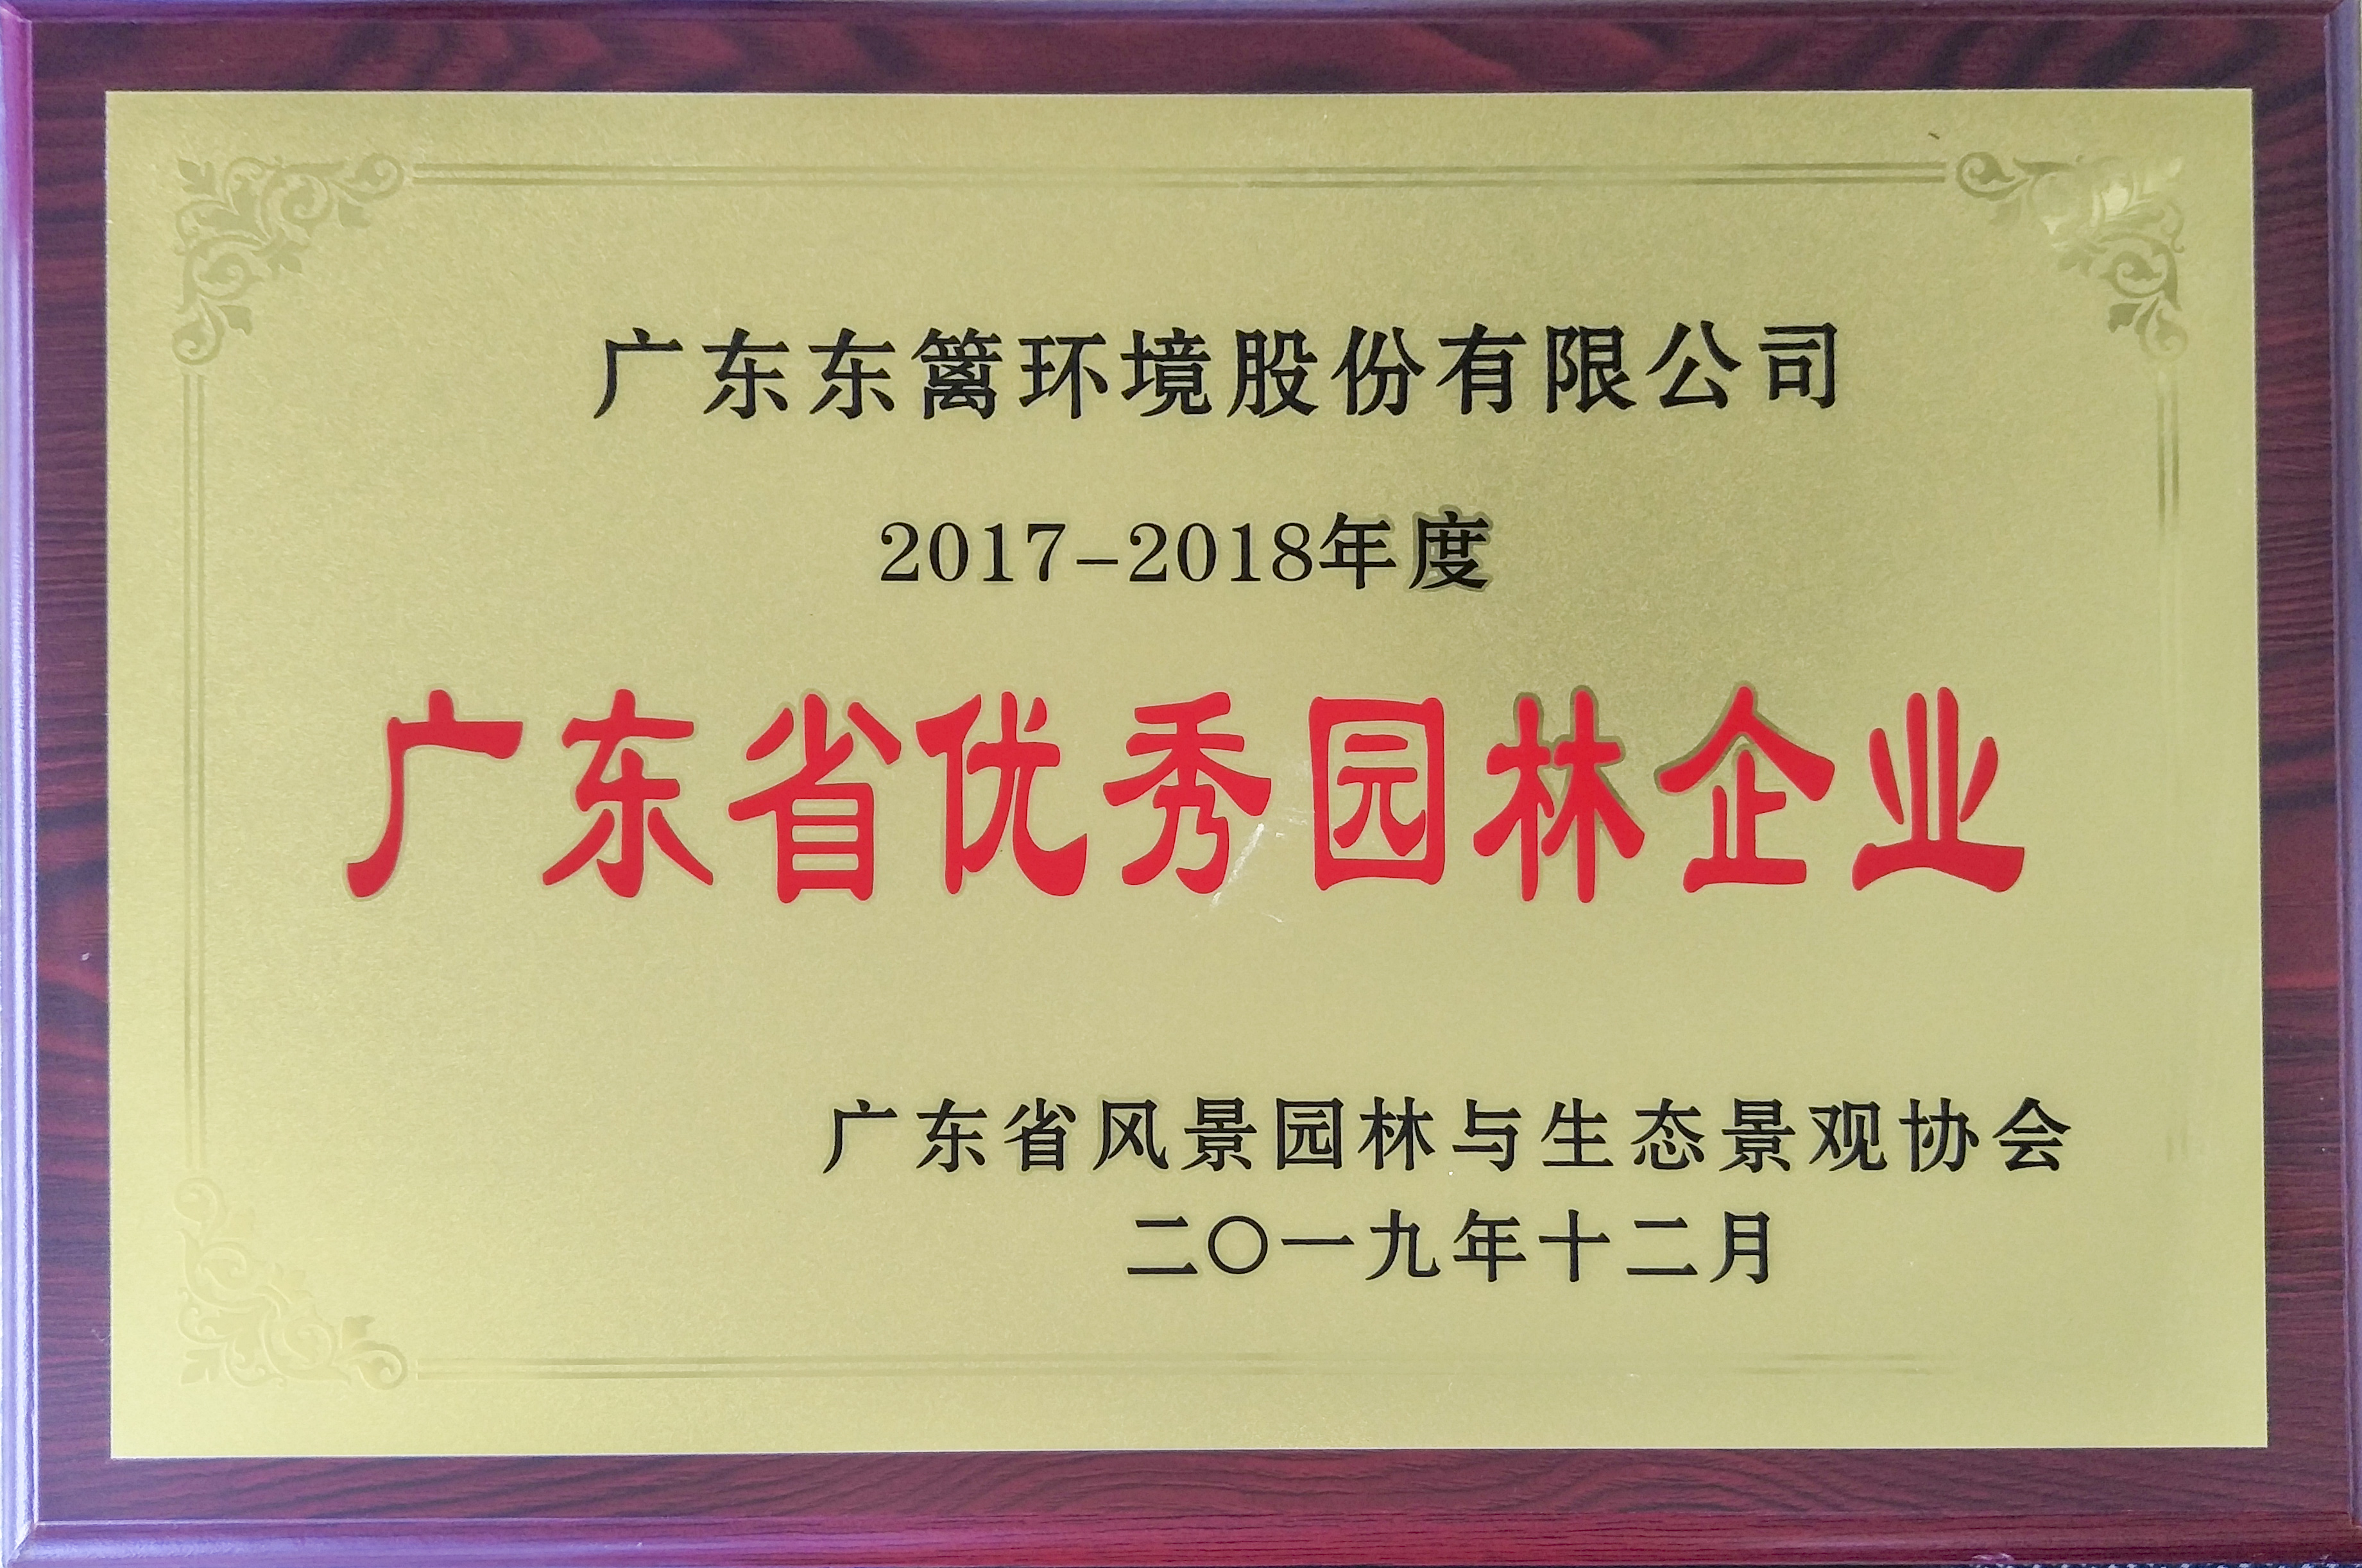 广东东篱环境股份有限公司
2017-2018年度
广东省优秀园林企业
广东省风景园林与生态景观协会
二〇一九年十二月